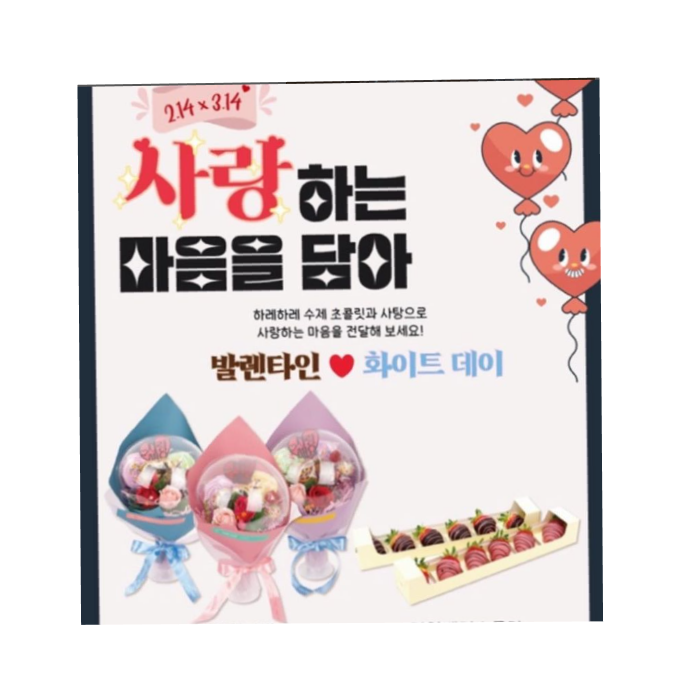 2.14 x 3.14
사랑하는
마음을 담아
하레하레 수제 초콜릿과 사탕으로
사랑하는 마음을 전달해 보세요!
발렌타인 ♥ 화이트 데이